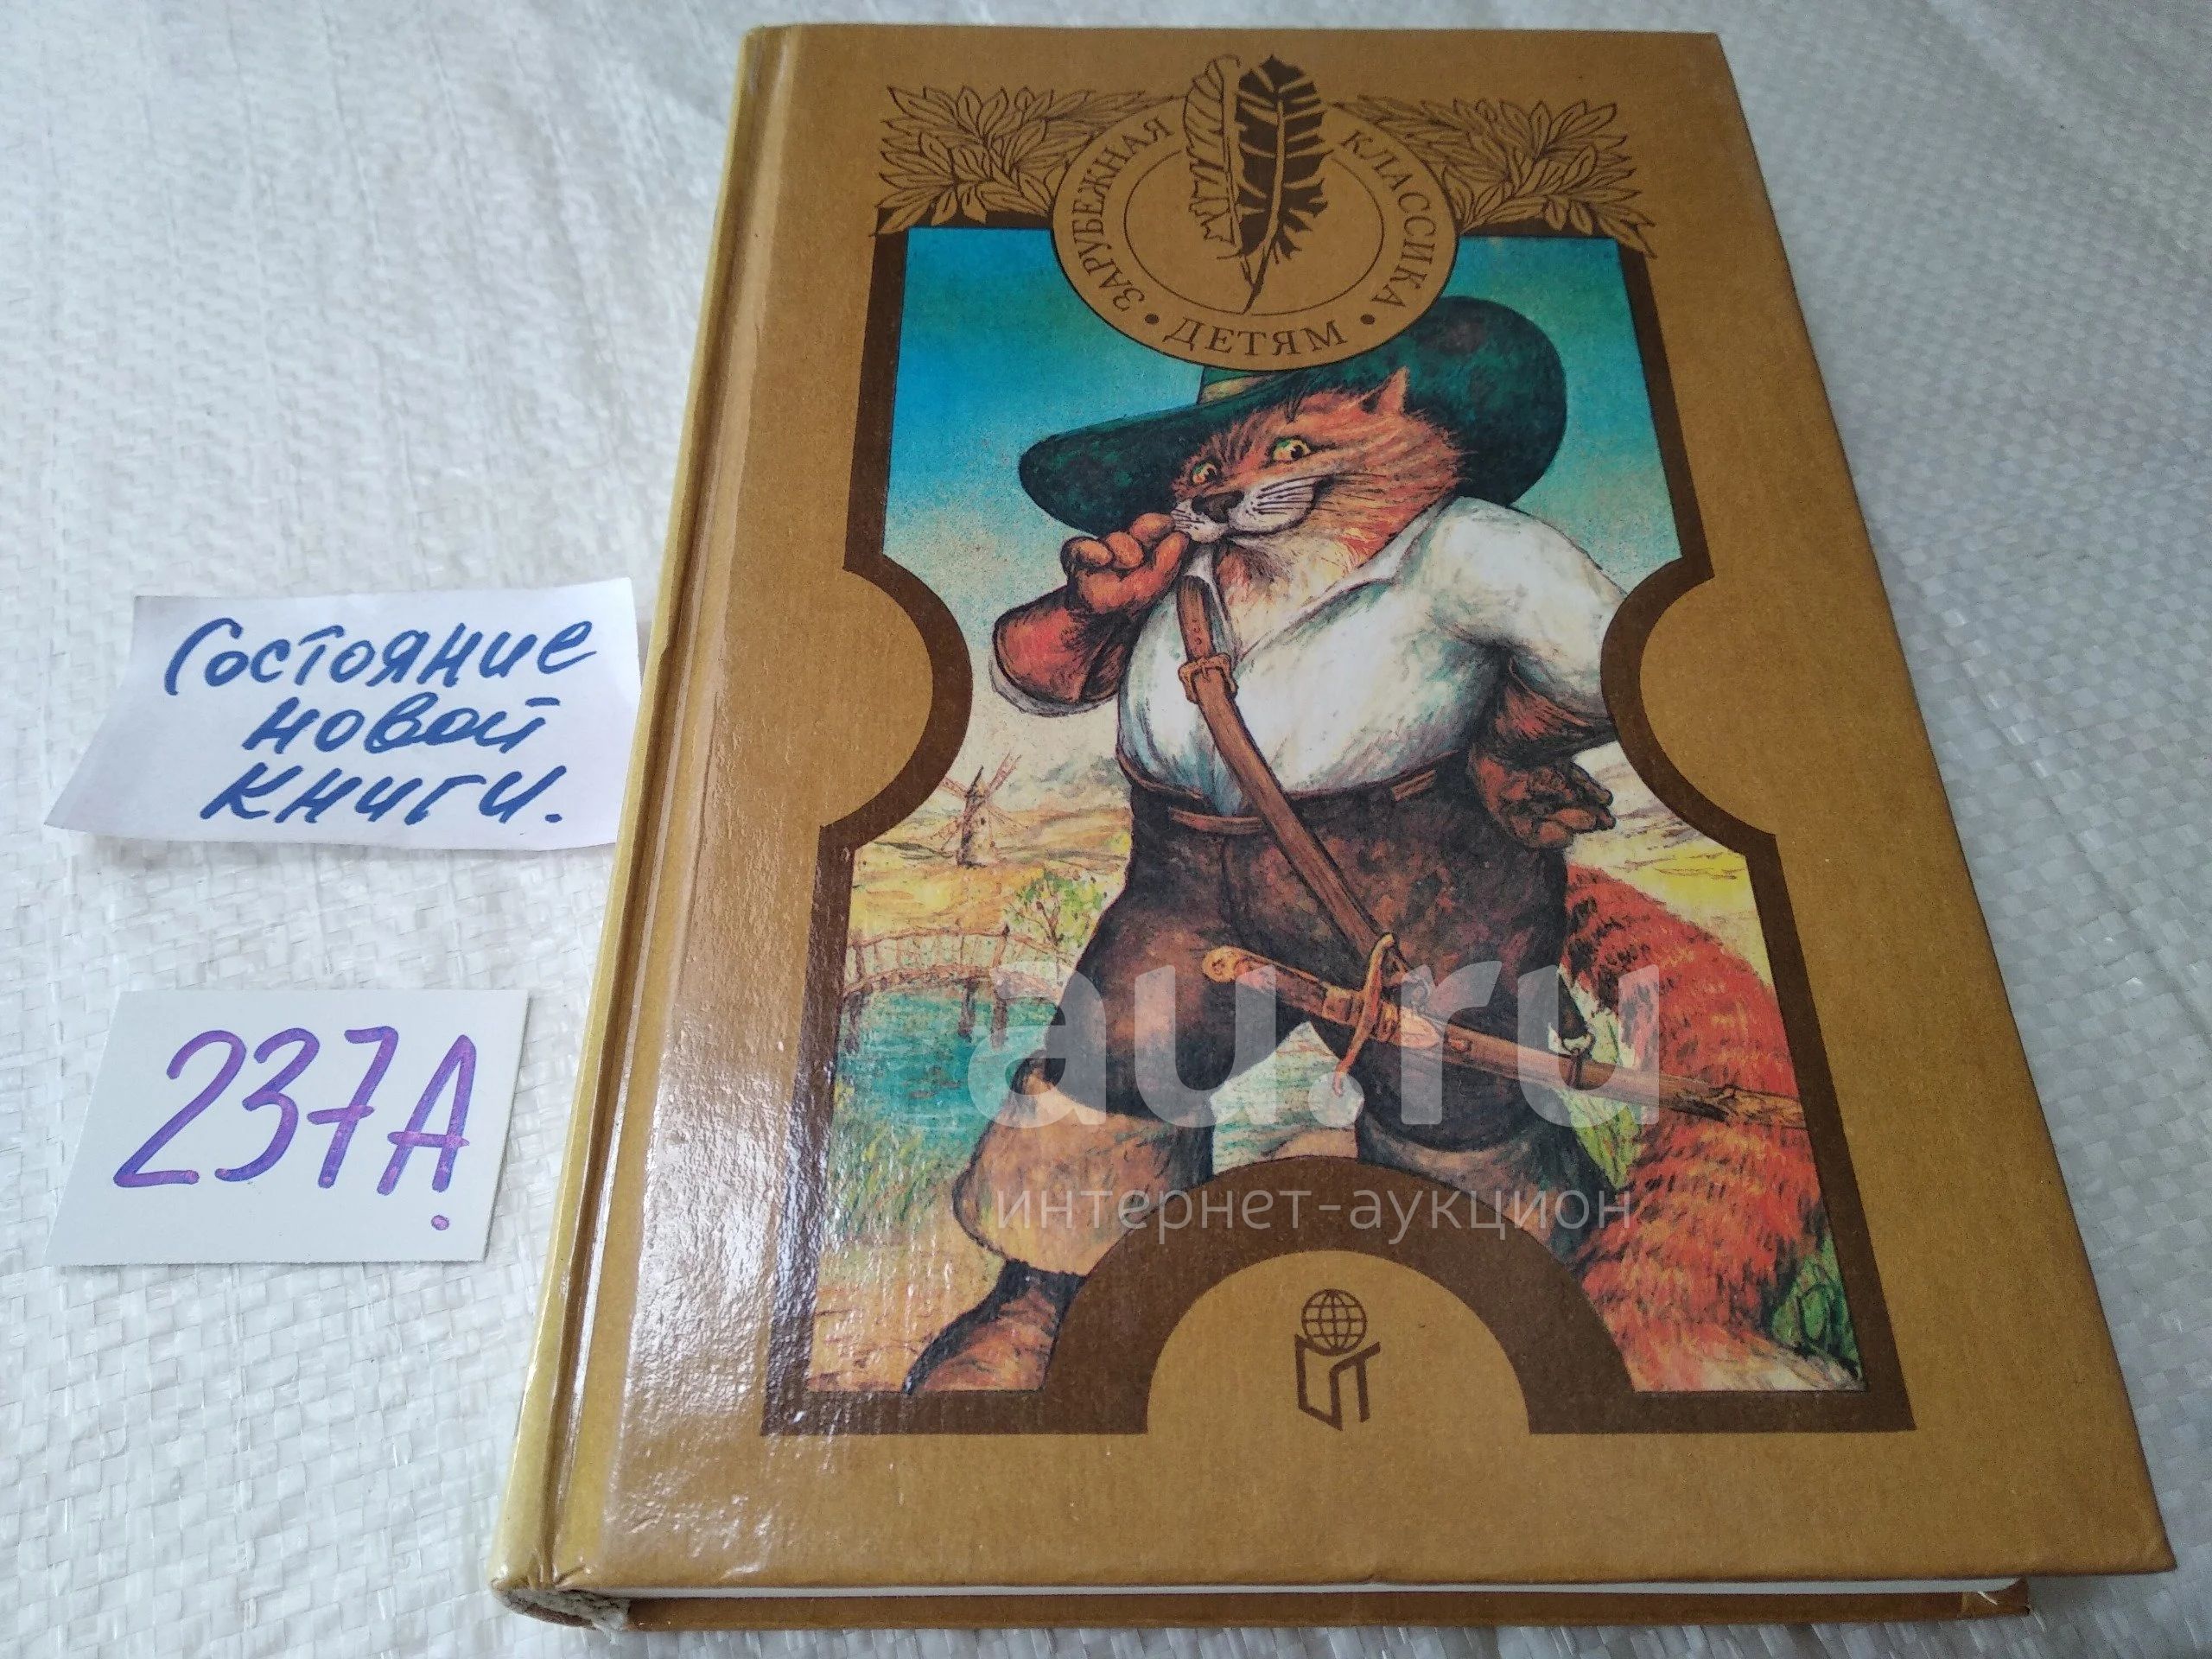 ЗАРУБЕЖНАЯ КЛАССИКА
• ДЕТЯМ •
Состояние
новой
книги.
237А.
au.ru
интернет-аукцион